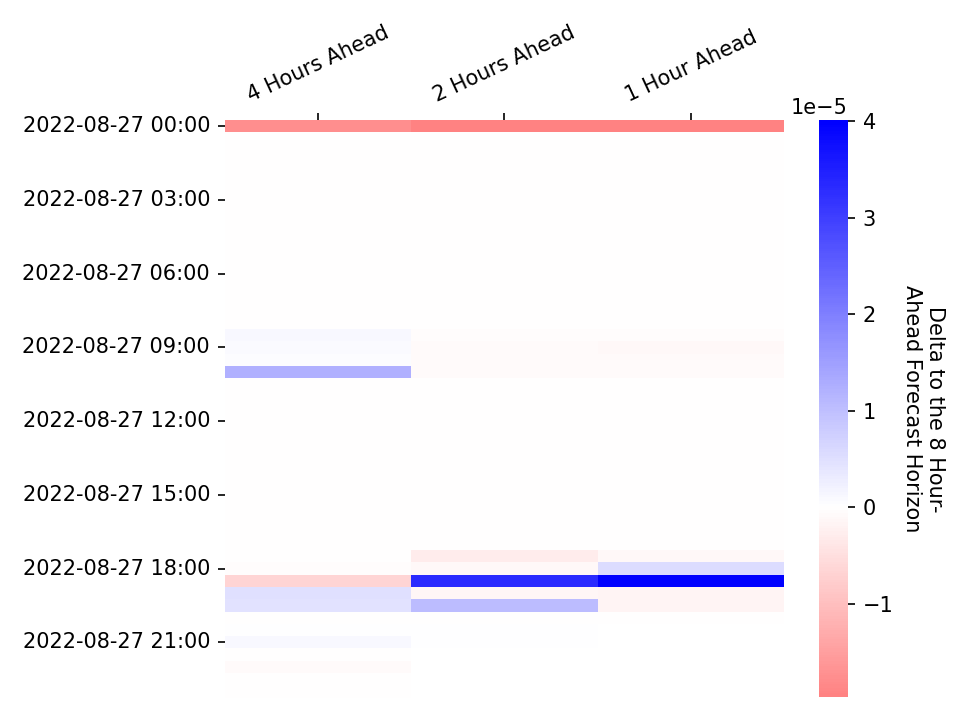 4 Hours Ahead
2 Hours Ahead
1 Hour Ahead
2022-08-27 00:00
2022-08-27 03:00
2022-08-27 06:00
2022-08-27 09:00
2022-08-27 12:00
2022-08-27 15:00
2022-08-27 18:00
2022-08-27 21:00
1e−5
4
3
2
1
0
−1
Delta to the 8 Hour-
Ahead Forecast Horizon